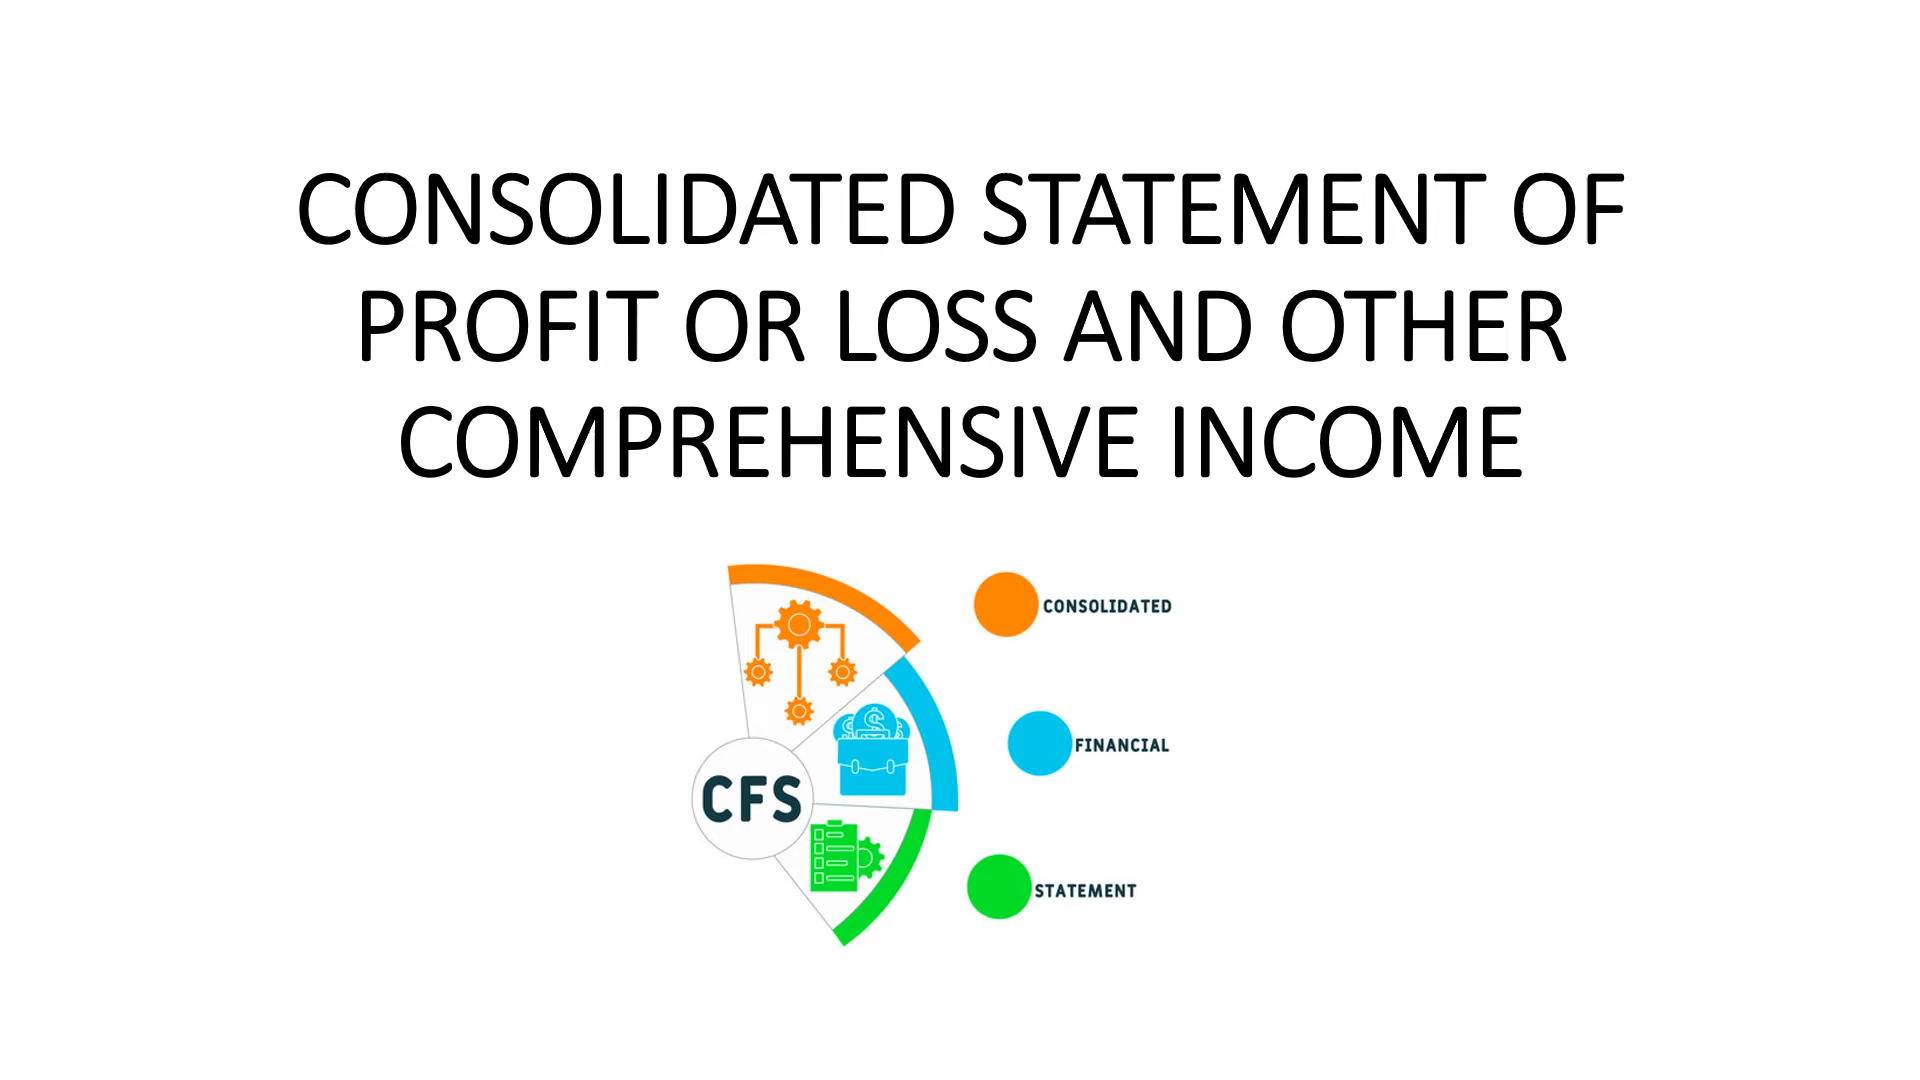 CONSOLIDATED STATEMENT OF
PROFIT OR LOSS AND OTHER
COMPREHENSIVE INCOME
CONSOLIDATED
FINANCIAL
CFS
STATEMENT